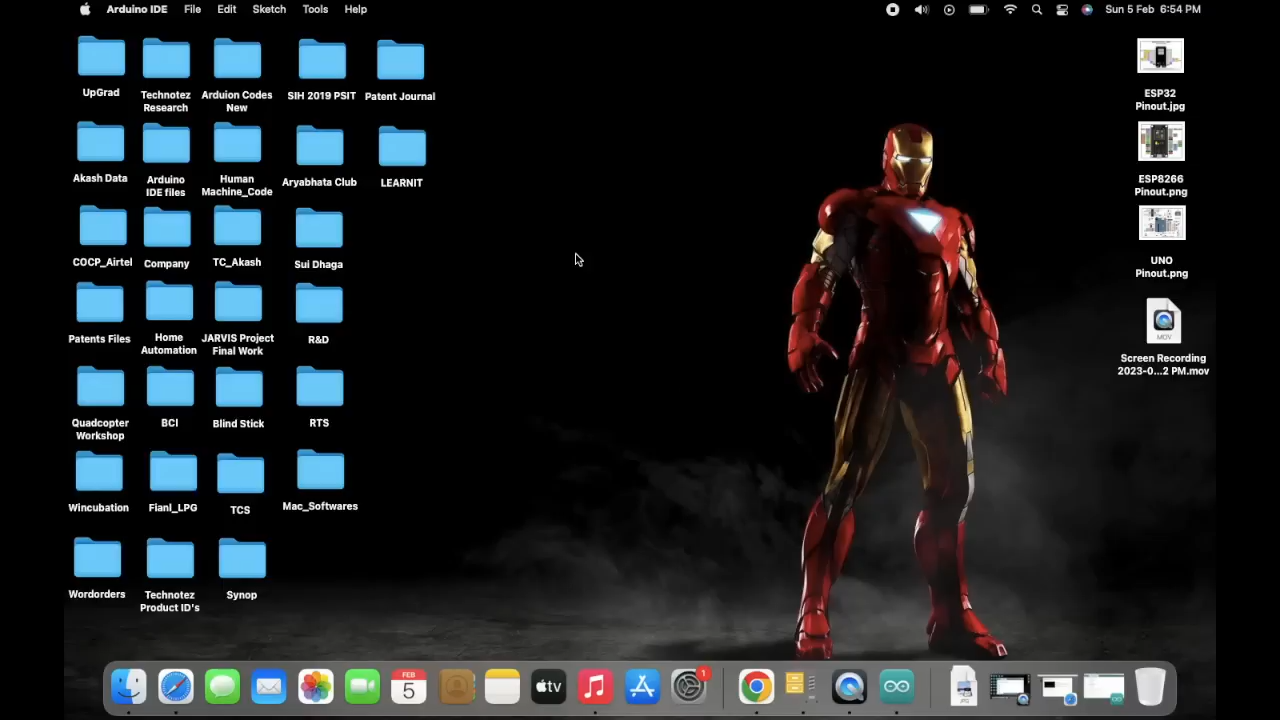 Arduino IDE File Edit Sketch Tools Help Sun 5 Feb 6:54 PM
UpGrad
Technotez
Research
Arduion Codes
New
SIH 2019 PSIT
Patent Journal
Akash Data
Arduino
IDE files
Human
Machine_Code
Aryabhata Club
LEARNIT
COCP_Airtel
Company
TC_Akash
Sui Dhaga
Patents Files
Home
Automation
JARVIS Project
Final Work
R&D
Quadcopter
Workshop
BCI
Blind Stick
RTS
Wincubation
Fiani_LPG
TCS
Mac_Softwares
Wordorders
Technotez
Product ID's
Synop
ESP32
Pinout.jpg
ESP8266
Pinout.png
UNO
Pinout.png
MOV
Screen Recording
2023-0...2 PM.mov
FEB
5
tv
1
JPG